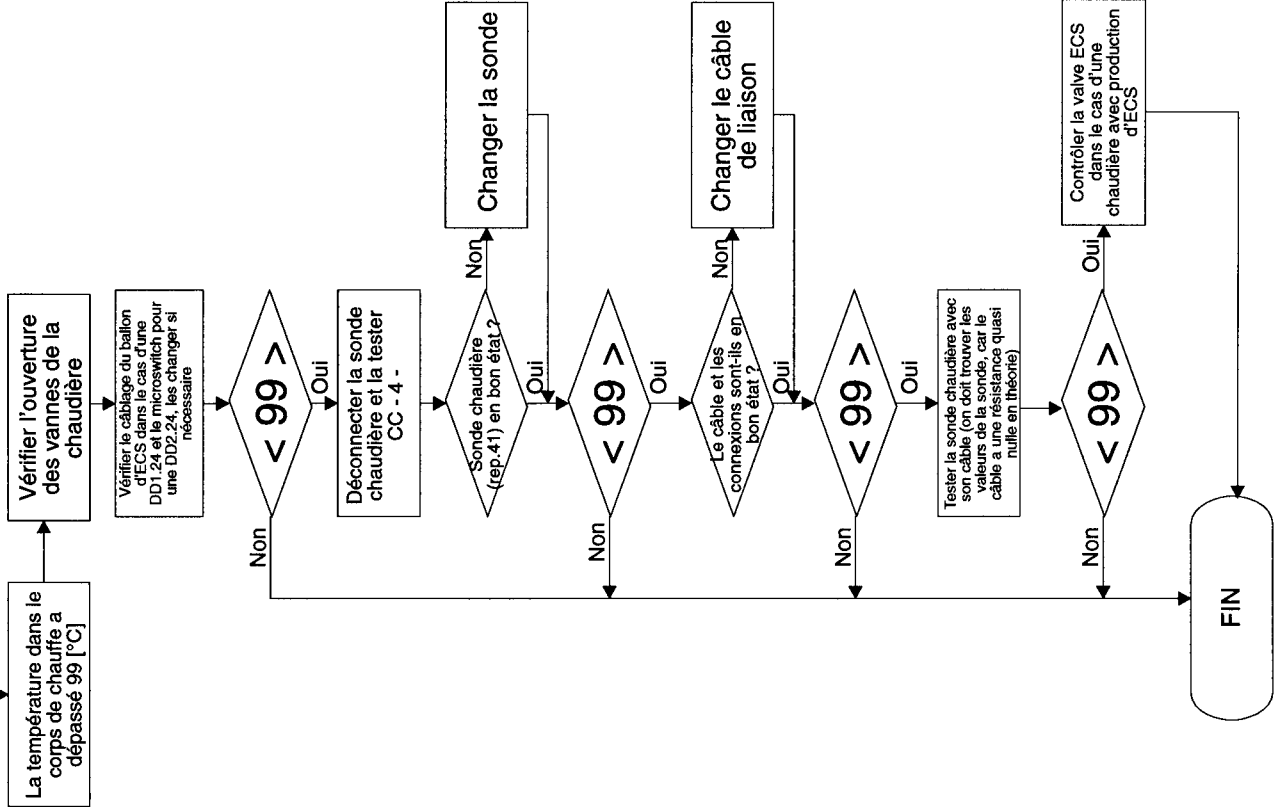 La température dans le
corps de chauffe a
dépassé 99 [°C]
Vérifier l'ouverture
des vannes de la
chaudière
Vérifier le câblage du ballon
d'ECS dans le cas d'une
DD1.24 et le microswitch pour
une DD2.24, les changer si
nécessaire
< 99 >
Non
Oui
Déconnecter la sonde
chaudière et la tester
CC - 4 -
Sonde chaudière
(rep.41) en bon état ?
Non
Changer la sonde
Oui
< 99 >
Non
Oui
Le câble et les
connexions sont-ils en
bon état ?
Non
Changer le câble
de liaison
Oui
< 99 >
Non
Oui
Tester la sonde chaudière avec
son câble (on doit trouver les
valeurs de la sonde, car le
câble a une résistance quasi
nulle en théorie)
< 99 >
Non
Oui
Contrôler la valve ECS
dans le cas d'une
chaudière avec production
d'ECS
FIN